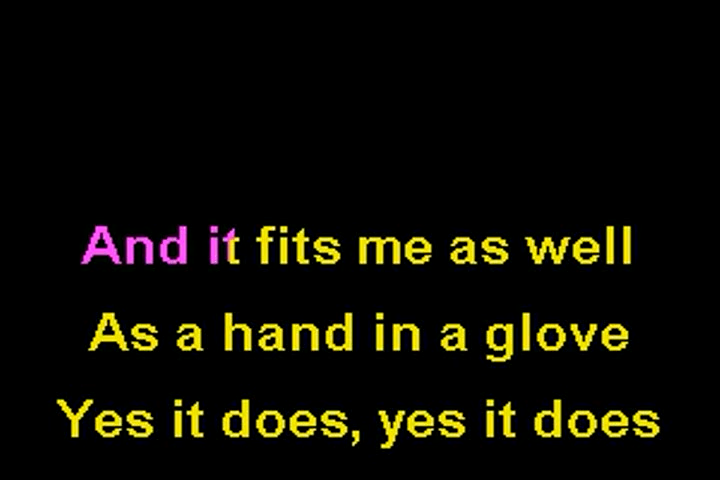 And it fits me as well
As a hand in a glove
Yes it does, yes it does